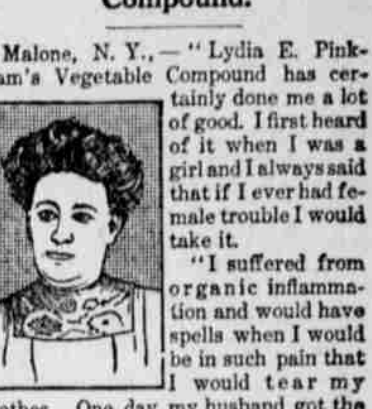 Compound.
Malone, N. Y., — "Lydia E. Pink-
am's Vegetable Compound has cer-
tainly done me a lot
of good. I first heard
of it when I was a
girl and I always said
that if I ever had fe-
male trouble I would
take it.
"I suffered from
organic inflamma-
tion and would have
spells when I would
be in such pain that
I would tear my
One day my husband got the